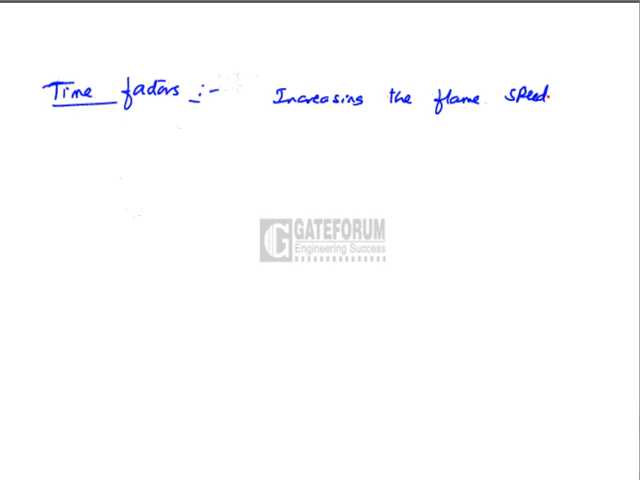 Time factors :- Increasing the flame speed.
GATEFORUM
Engineering Success